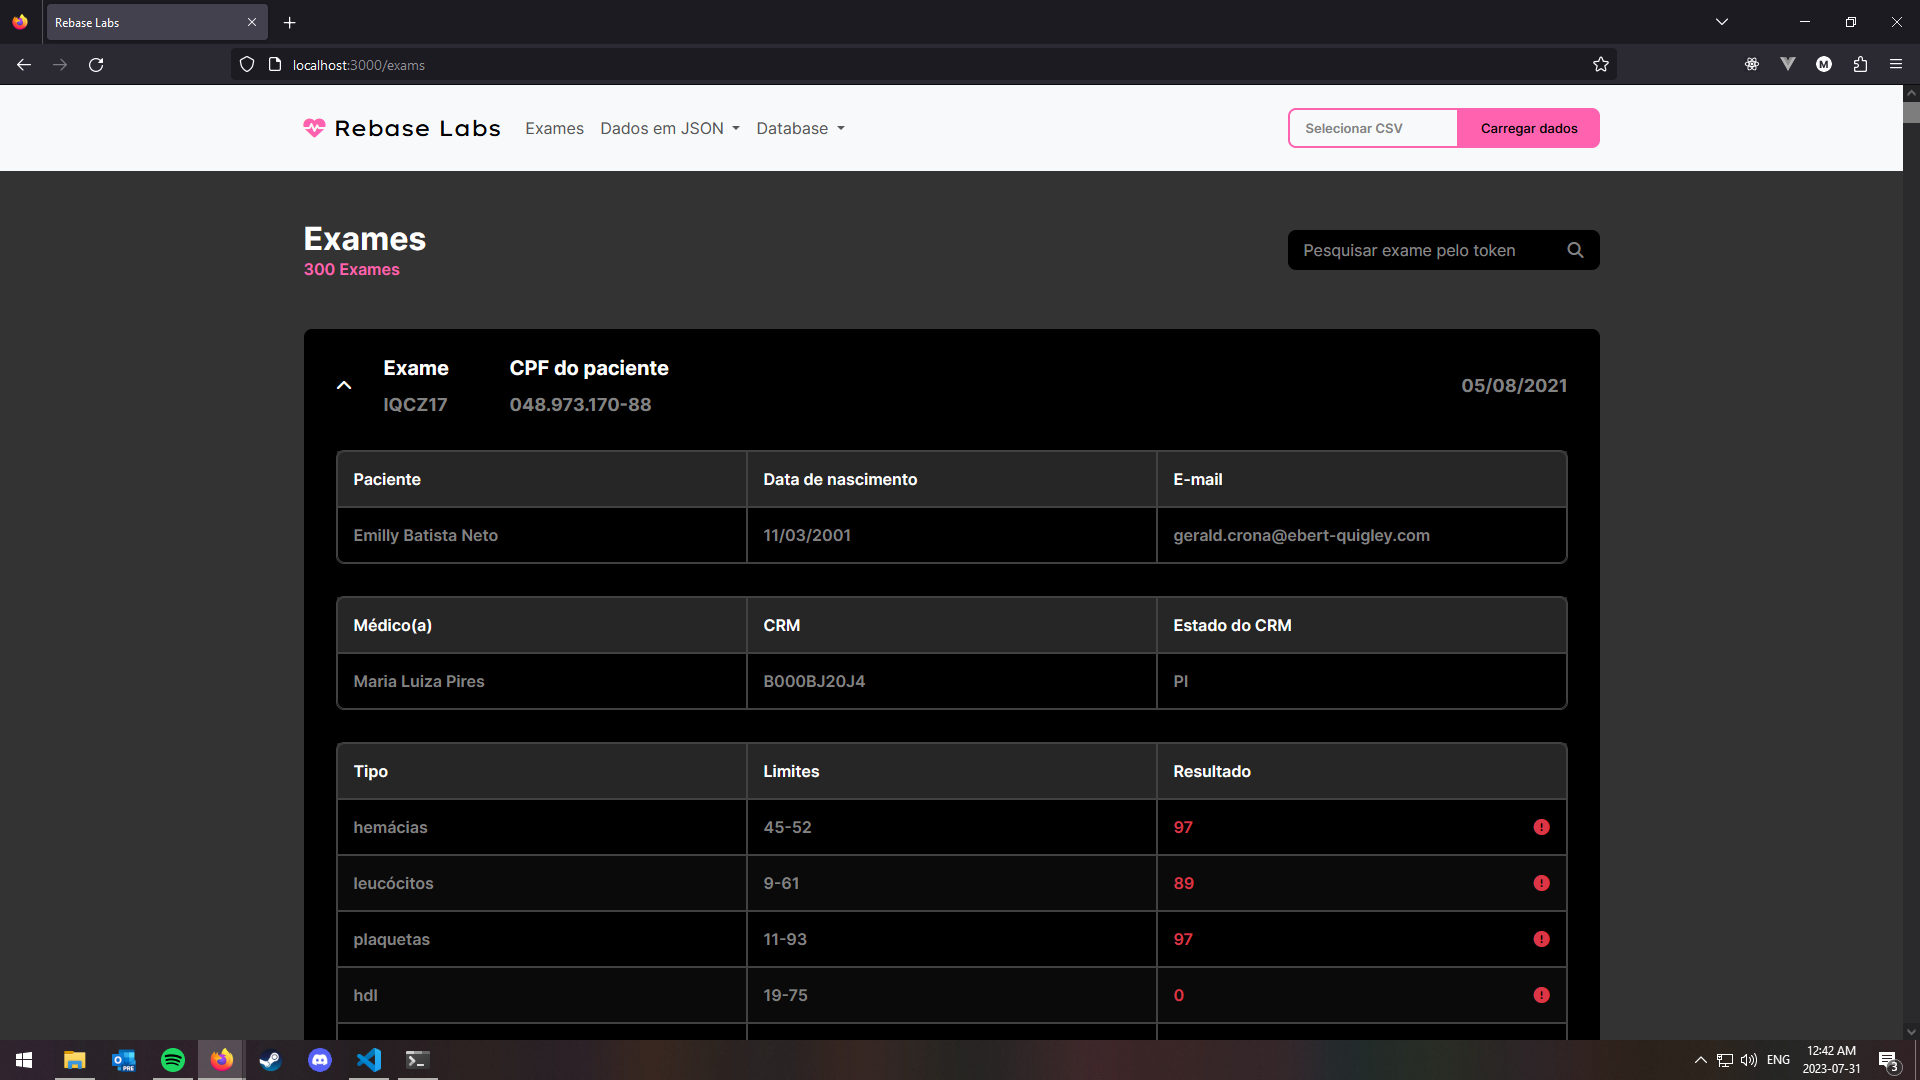 Rebase Labs
localhost:3000/exams
Rebase Labs
Exames
Dados em JSON
Database
Selecionar CSV
Carregar dados
Exames
300 Exames
Pesquisar exame pelo token
Exame
CPF do paciente
IQCZ17
048.973.170-88
05/08/2021
Paciente
Data de nascimento
E-mail
Emilly Batista Neto
11/03/2001
gerald.crona@ebert-quigley.com
Médico(a)
CRM
Estado do CRM
Maria Luiza Pires
B000BJ20J4
PI
Tipo
Limites
Resultado
hemácias
45-52
97
leucócitos
9-61
89
plaquetas
11-93
97
hdl
19-75
0
ENG
12:42 AM
2023-07-31
3